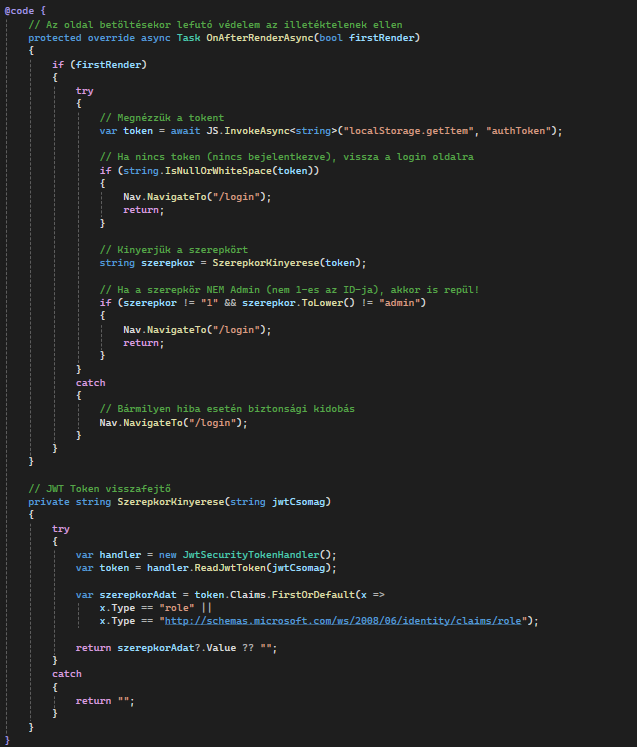 @code {
// Az oldal betöltésekor lefutó védelem az illetéktelenek ellen
protected override async Task OnAfterRenderAsync(bool firstRender)
{
if (firstRender)
{
try
{
// Megnézzük a tokent
var token = await JS.InvokeAsync<string>("localStorage.getItem", "authToken");
// Ha nincs token (nincs bejelentkezve), vissza a login oldalra
if (string.IsNullOrWhiteSpace(token))
{
Nav.NavigateTo("/login");
return;
}
// Kinyerjük a szerepkört
string szerepkor = SzerepkorKinyerese(token);
// Ha a szerepkör NEM Admin (nem 1-es az ID-ja), akkor is repül!
if (szerepkor != "1" && szerepkor.ToLower() != "admin")
{
Nav.NavigateTo("/login");
return;
}
}
catch
{
// Bármilyen hiba esetén biztonsági kidobás
Nav.NavigateTo("/login");
}
}
}
// JWT Token visszafejtő
private string SzerepkorKinyerese(string jwtCsomag)
{
try
{
var handler = new JwtSecurityTokenHandler();
var token = handler.ReadJwtToken(jwtCsomag);
var szerepkorAdat = token.Claims.FirstOrDefault(x =>
x.Type == "role" ||
x.Type == "http://schemas.microsoft.com/ws/2008/06/identity/claims/role");
return szerepkorAdat?.Value ?? "";
}
catch
{
return "";
}
}
}